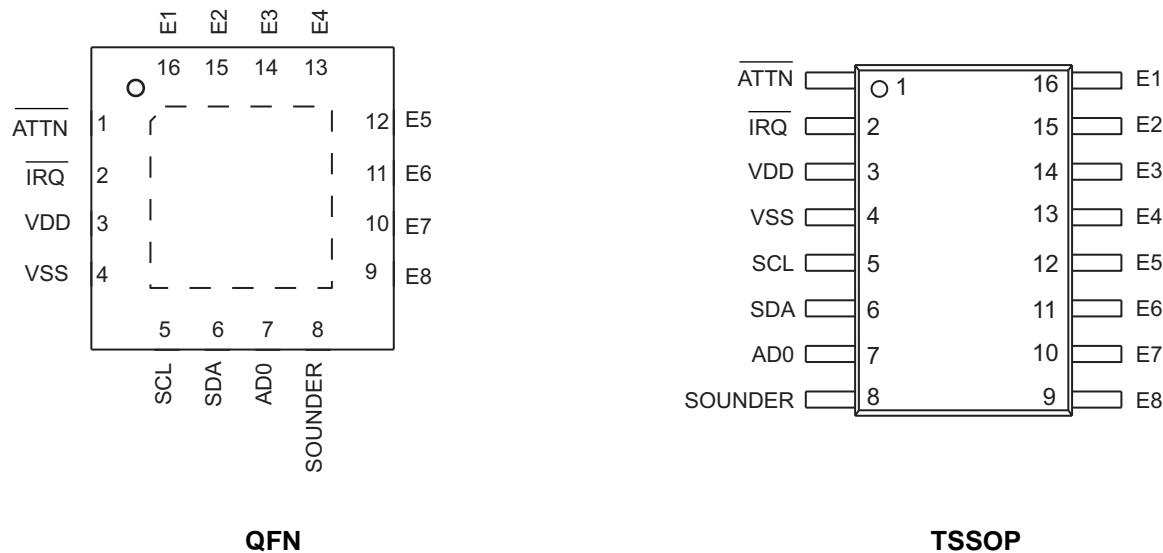 E1 E2 E3 E4
16 15 14 13
ATTN 1 12 E5
IRQ 2 11 E6
VDD 3 10 E7
VSS 4 9 E8
5 6 7 8
SCL SDA AD0 SOUNDER
QFN
ATTN 1 16 E1
IRQ 2 15 E2
VDD 3 14 E3
VSS 4 13 E4
SCL 5 12 E5
SDA 6 11 E6
AD0 7 10 E7
SOUNDER 8 9 E8
TSSOP